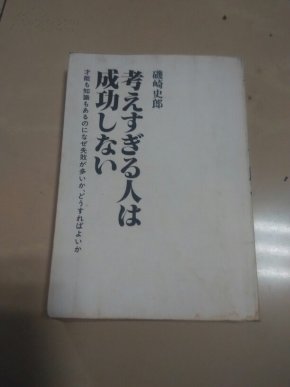 磯崎史郎
考えすぎる人は
成功しない
才能も知識もあるのになぜ失敗が多いか、どうすればよいか